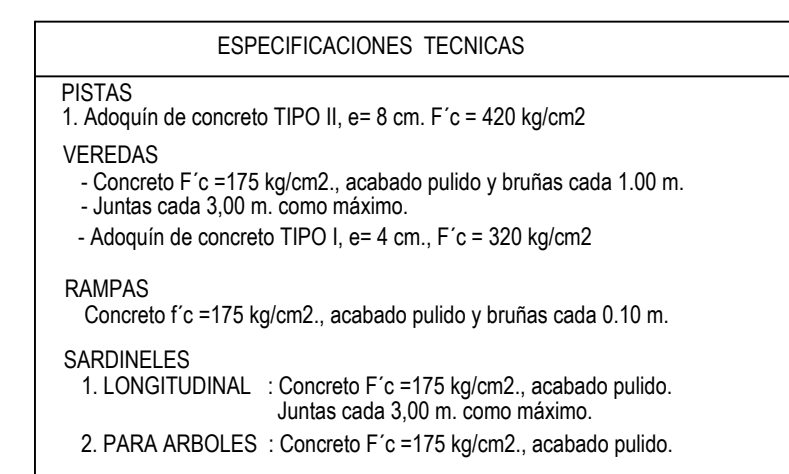 ESPECIFICACIONES TECNICAS
PISTAS
1. Adoquín de concreto TIPO II, e= 8 cm. F´c = 420 kg/cm2
VEREDAS
- Concreto F´c =175 kg/cm2., acabado pulido y bruñas cada 1.00 m.
- Juntas cada 3,00 m. como máximo.
- Adoquín de concreto TIPO I, e= 4 cm., F´c = 320 kg/cm2
RAMPAS
Concreto f´c =175 kg/cm2., acabado pulido y bruñas cada 0.10 m.
SARDINELES
1. LONGITUDINAL : Concreto F´c =175 kg/cm2., acabado pulido.
Juntas cada 3,00 m. como máximo.
2. PARA ARBOLES : Concreto F´c =175 kg/cm2., acabado pulido.